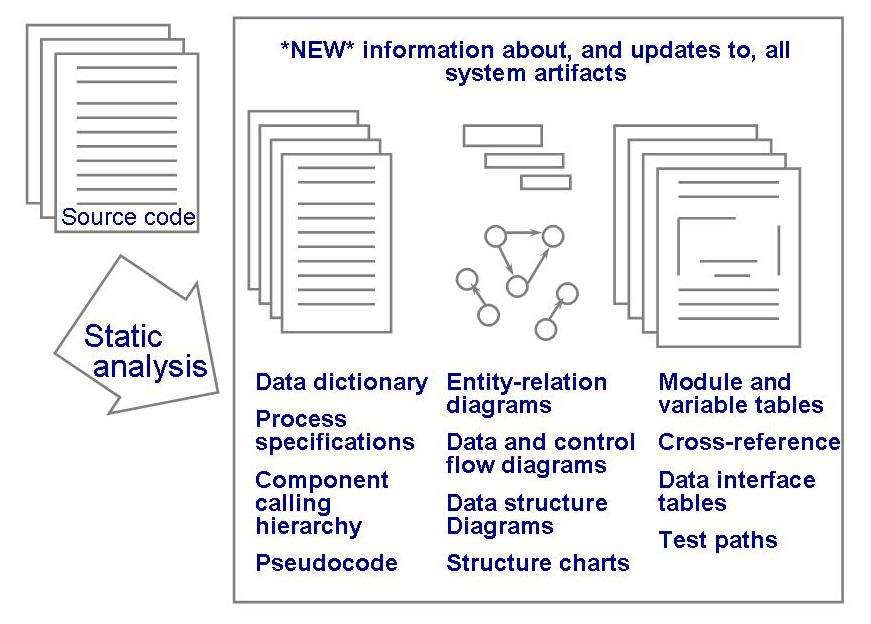 *NEW* information about, and updates to, all
system artifacts
Source code
Static
analysis
Data dictionary
Process
specifications
Component
calling
hierarchy
Pseudocode
Entity-relation
diagrams
Data and control
flow diagrams
Data structure
Diagrams
Structure charts
Module and
variable tables
Cross-reference
Data interface
tables
Test paths